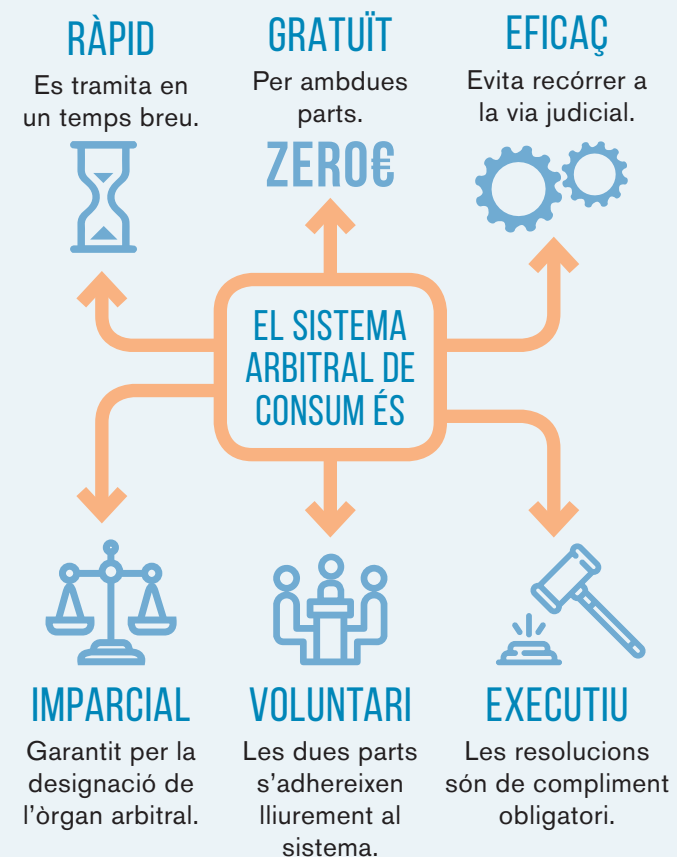 RÀPID
Es tramita en
un temps breu.
GRATUÏT
Per ambdues
parts.
ZERO€
EFICAÇ
Evita recórrer a
la via judicial.
EL SISTEMA
ARBITRAL DE
CONSUM ÉS
IMPARCIAL
Garantit per la
designació de
l’òrgan arbitral.
VOLUNTARI
Les dues parts
s’adhereixen
lliurement al
sistema.
EXECUTIU
Les resolucions
són de compliment
obligatori.